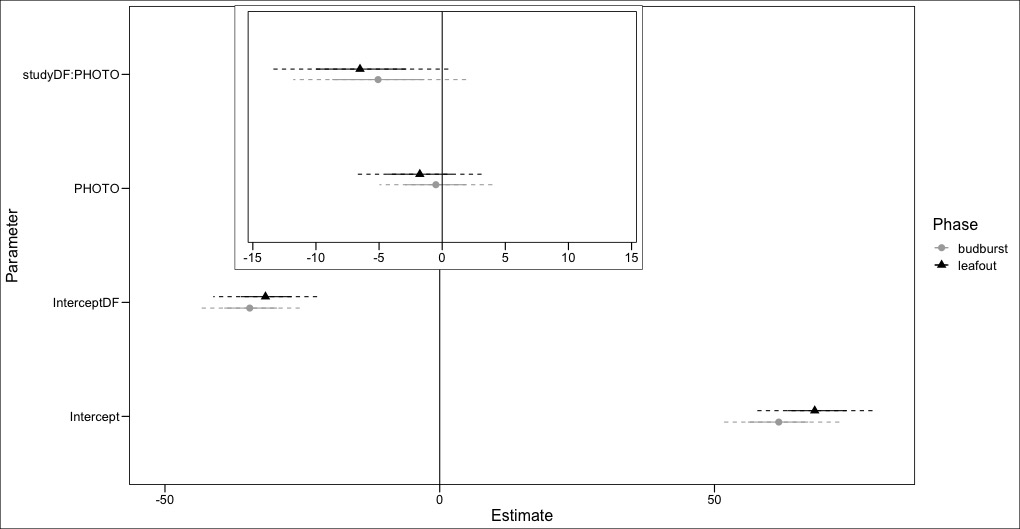 studyDF:PHOTO
PHOTO
-15 -10 -5 0 5 10 15
InterceptDF
Intercept
-50 0 50
Estimate
Parameter
Phase
budburst
leafout